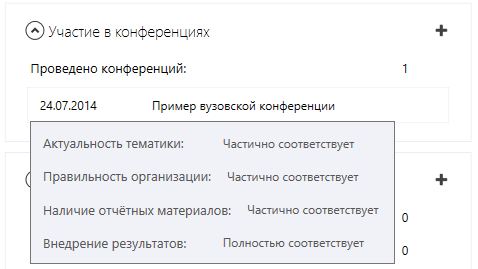 Участие в конференциях
Проведено конференций: 1
24.07.2014 Пример вузовской конференции
Актуальность тематики: Частично соответствует
Правильность организации: Частично соответствует
Наличие отчётных материалов: Частично соответствует
0
Внедрение результатов: Полностью соответствует
0